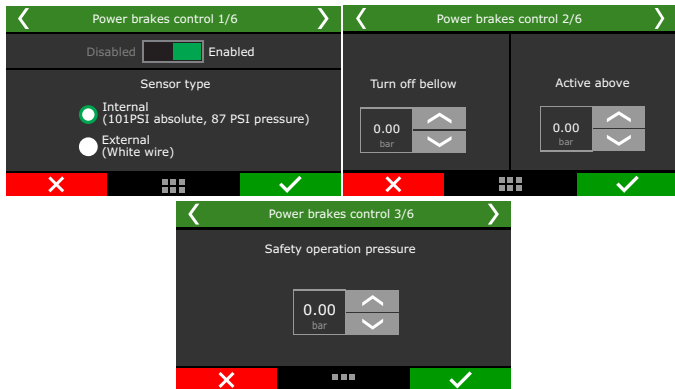 Power brakes control 1/6
Disabled Enabled
Sensor type
Internal
(101PSI absolute, 87 PSI pressure)
External
(White wire)
Power brakes control 2/6
Turn off bellow
0.00
bar
Active above
0.00
bar
Power brakes control 3/6
Safety operation pressure
0.00
bar